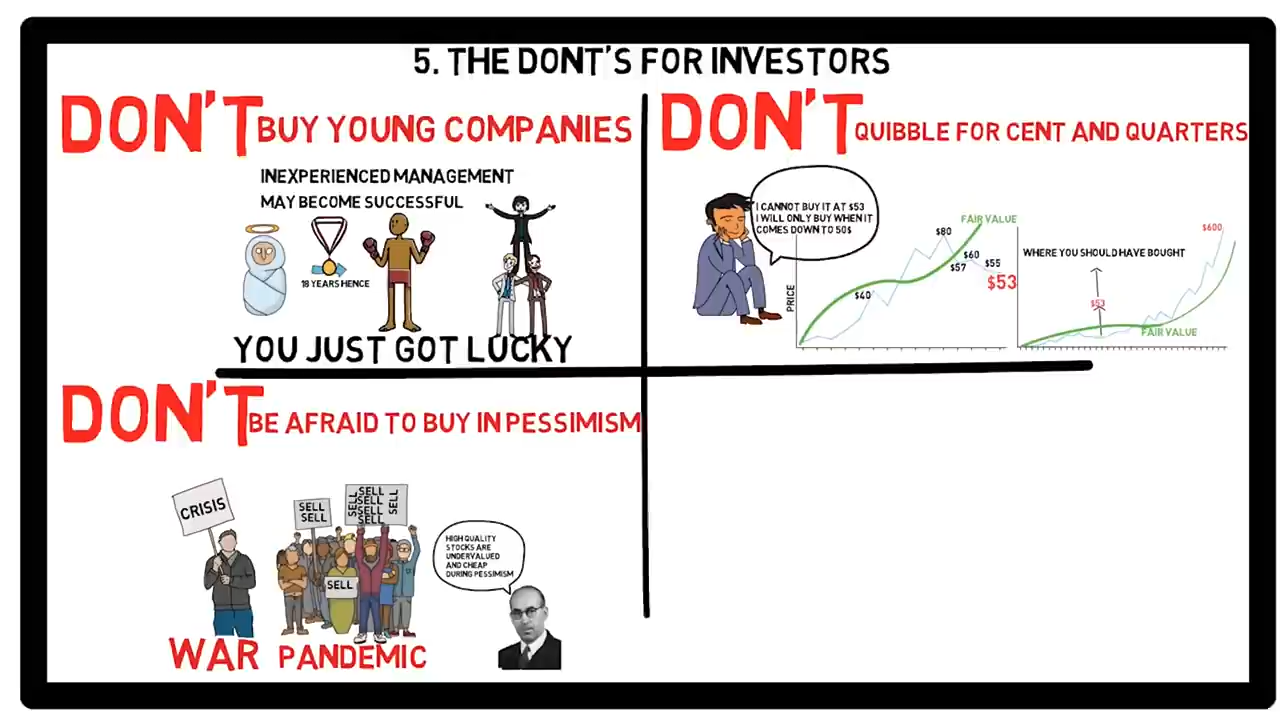 5. THE DONT'S FOR INVESTORS
DON'T BUY YOUNG COMPANIES
INEXPERIENCED MANAGEMENT
MAY BECOME SUCCESSFUL
18 YEARS HENCE
YOU JUST GOT LUCKY
DON'T QUIBBLE FOR CENT AND QUARTERS
I CANNOT BUY IT AT $53
I WILL ONLY BUY WHEN IT
COMES DOWN TO 50$
PRICE
$40
$80
FAIR VALUE
$57
$60
$55
$53
WHERE YOU SHOULD HAVE BOUGHT
$600
$53
FAIR VALUE
DON'T BE AFRAID TO BUY IN PESSIMISM
CRISIS
SELL
SELL
SELL
SELL
SELL
SELL
SELL
SELL
SELL
SELL
HIGH QUALITY
STOCKS ARE
UNDERVALUED
AND CHEAP
DURING PESSIMISM
WAR PANDEMIC